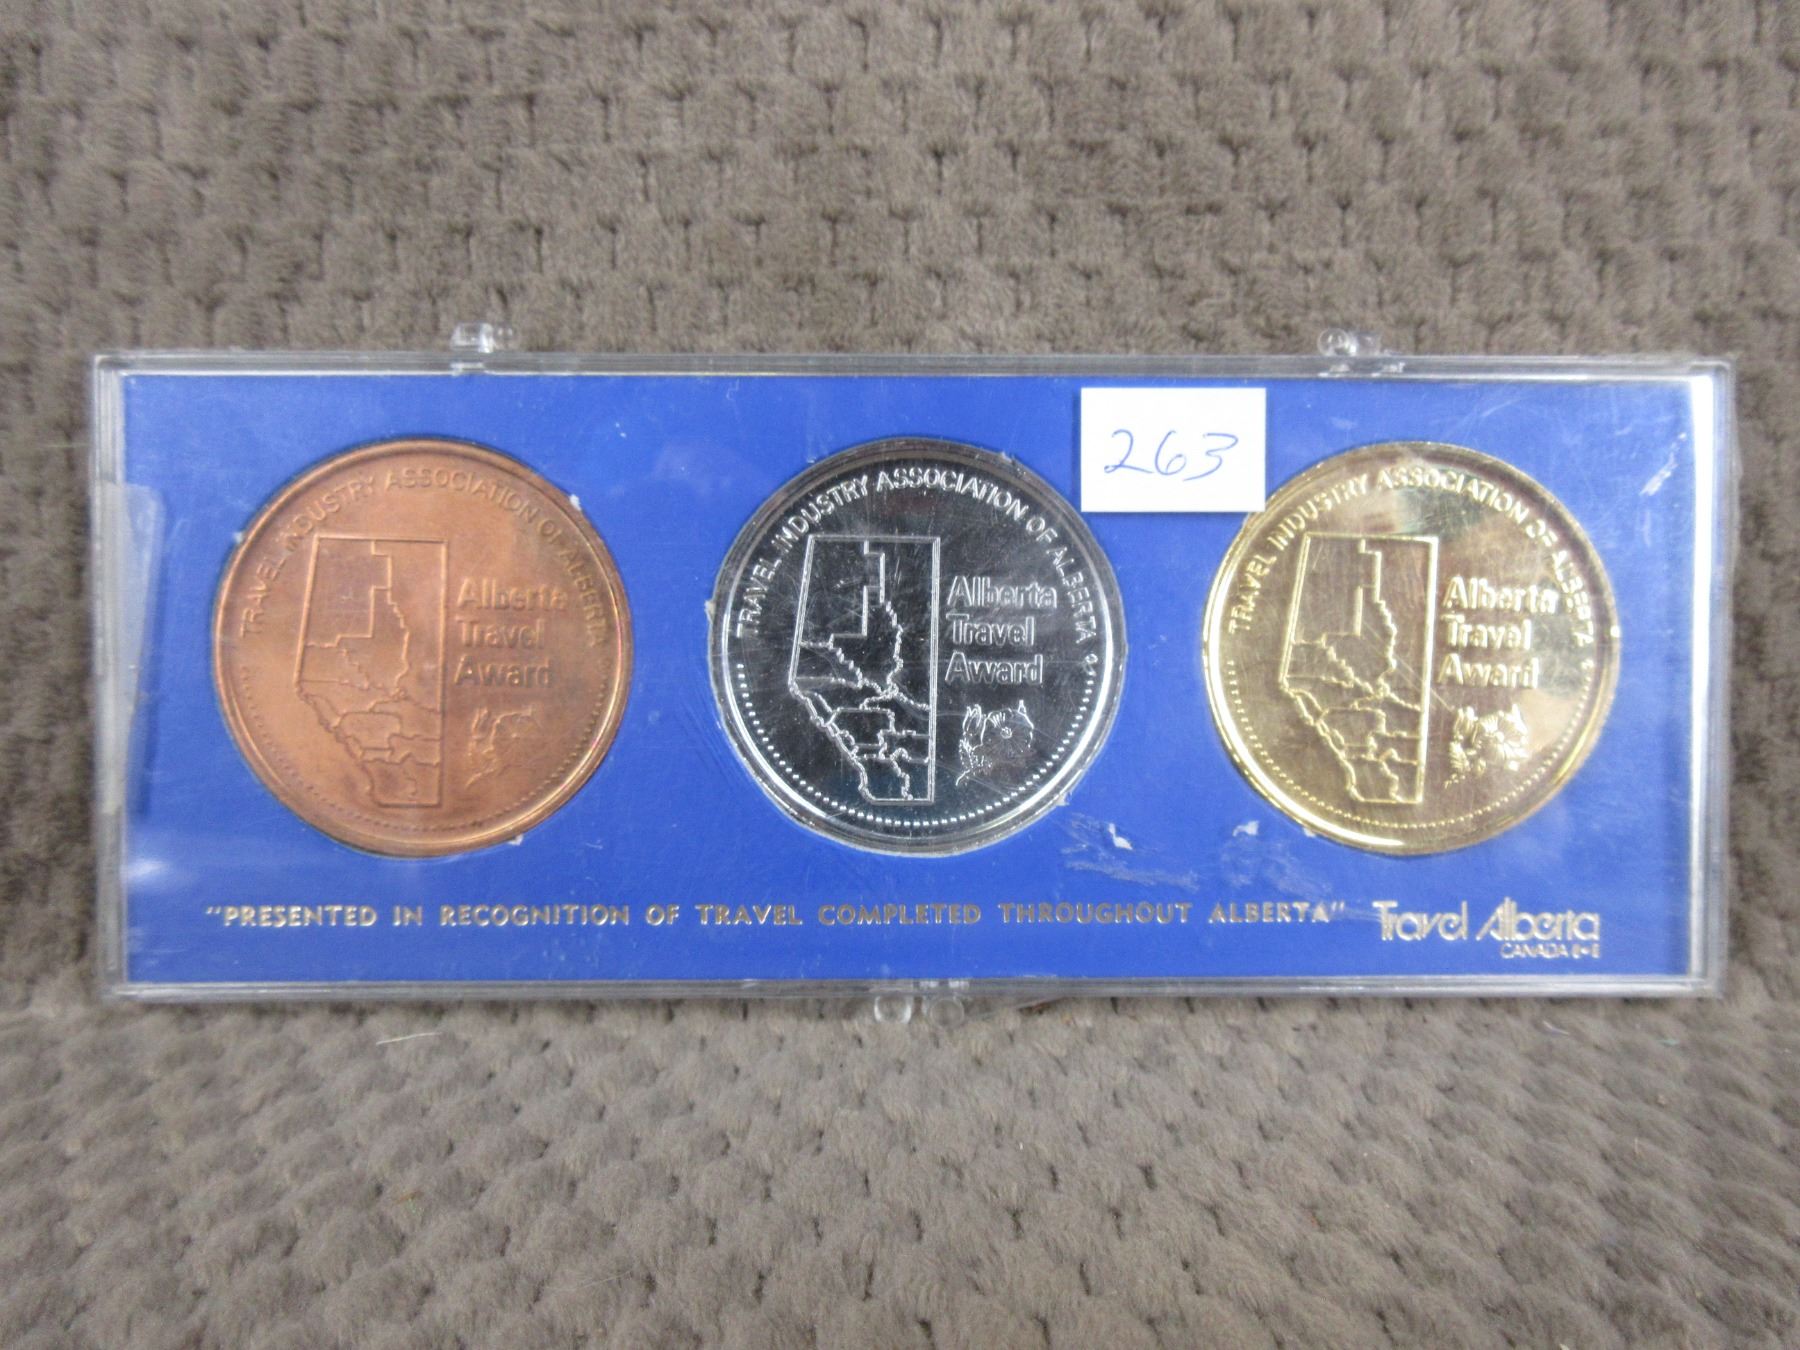 263
TRAVEL INDUSTRY ASSOCIATION OF ALBERTA
Alberta
Travel
Award
TRAVEL INDUSTRY ASSOCIATION OF ALBERTA
Alberta
Travel
Award
TRAVEL INDUSTRY ASSOCIATION OF ALBERTA
Alberta
Travel
Award
"PRESENTED IN RECOGNITION OF TRAVEL COMPLETED THROUGHOUT ALBERTA"
Travel Alberta
CANADA